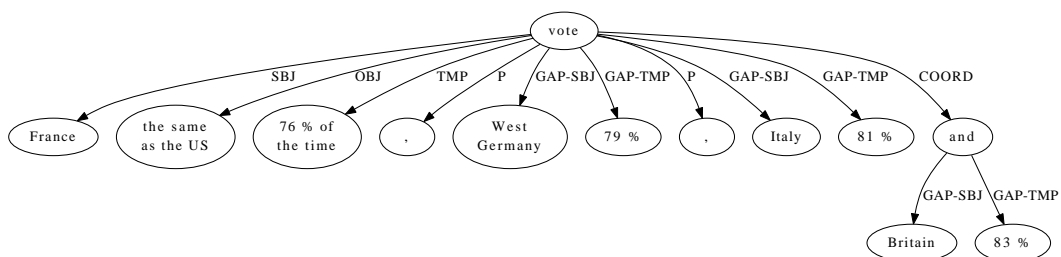 vote
SBJ
OBJ
TMP
P
GAP-SBJ
GAP-TMP
P
GAP-SBJ
GAP-TMP
COORD
France
the same
as the US
76 % of
the time
,
West
Germany
79 %
,
Italy
81 %
and
GAP-SBJ
GAP-TMP
Britain
83 %